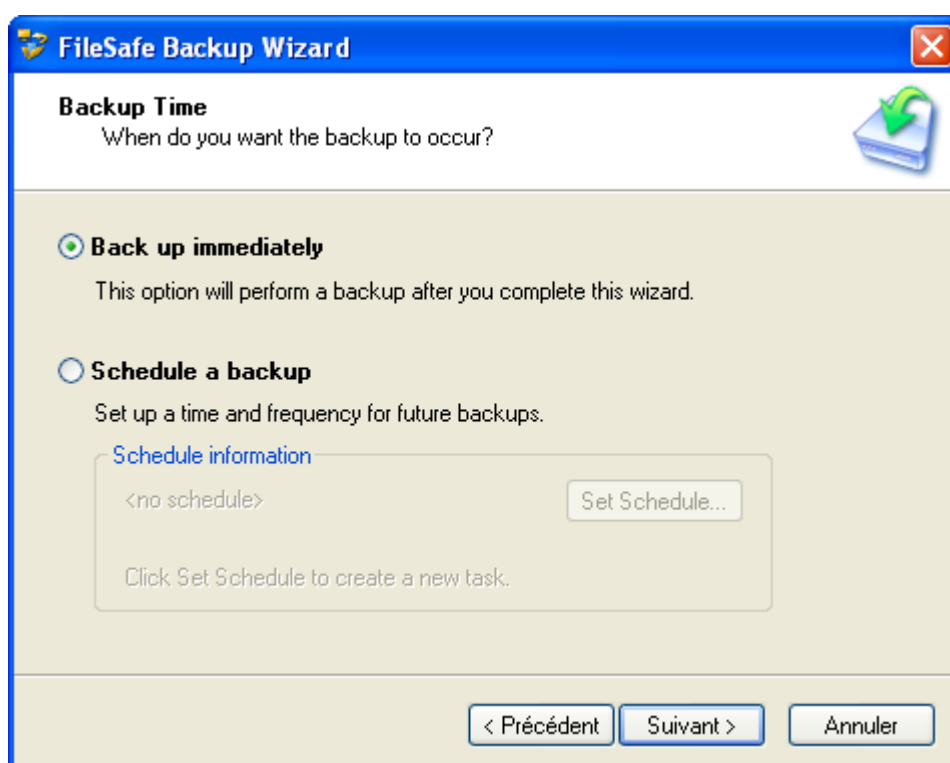 FileSafe Backup Wizard
Backup Time
When do you want the backup to occur?
Back up immediately
This option will perform a backup after you complete this wizard.
Schedule a backup
Set up a time and frequency for future backups.
Schedule information
<no schedule>
Set Schedule...
Click Set Schedule to create a new task.
< Précédent
Suivant >
Annuler